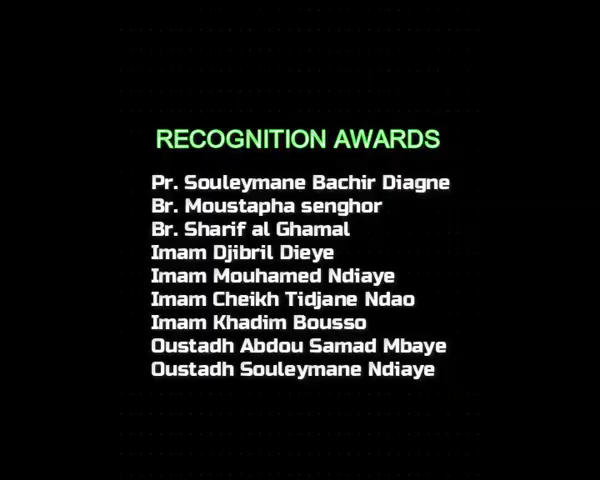 RECOGNITION AWARDS
Pr. Souleymane Bachir Diagne
Br. Moustapha senghor
Br. Sharif al Ghamal
Imam Djibril Dieye
Imam Mouhamed Ndiaye
Imam Cheikh Tidjane Ndao
Imam Khadim Bousso
Oustadh Abdou Samad Mbaye
Oustadh Souleymane Ndiaye